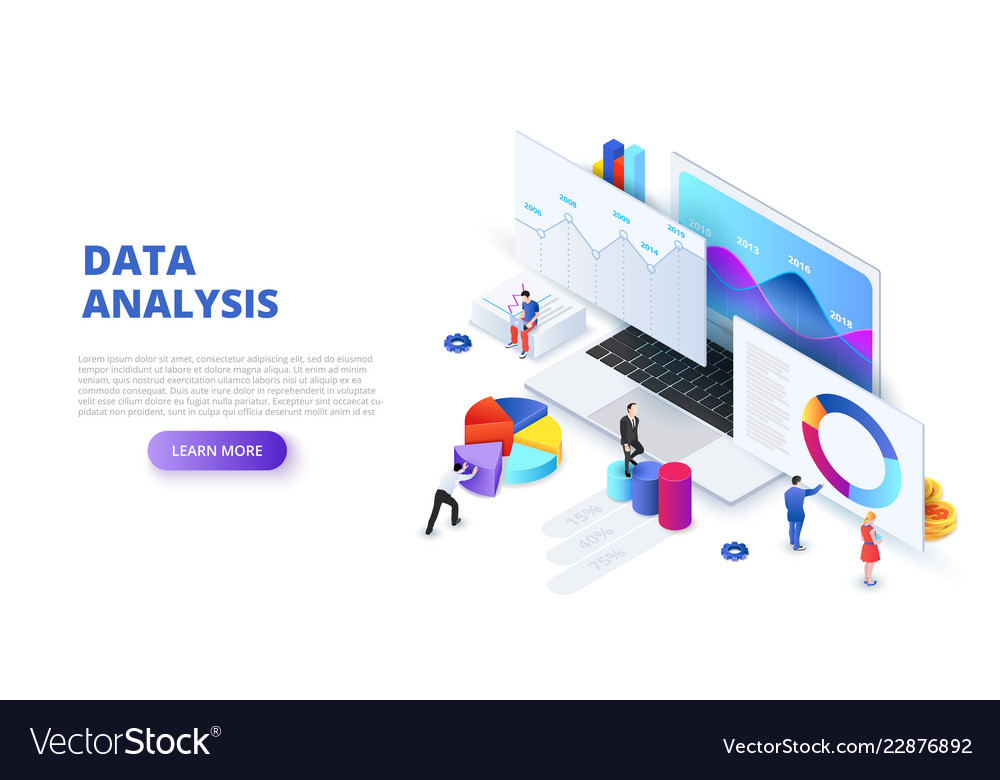 DATA
ANALYSIS
Lorem ipsum dolor sit amet, consectetur adipiscing elit, sed do eiusmod
tempor incididunt ut labore et dolore magna aliqua. Ut enim ad minim
veniam, quis nostrud exercitation ullamco laboris nisi ut aliquip ex ea
commodo consequat. Duis aute irure dolor in reprehenderit in voluptate
velit esse cillum dolore eu fugiat nulla pariatur. Excepteur sint occaecat cu-
pidatat non proident, sunt in culpa qui officia deserunt mollit anim id est
LEARN MORE
2006
2008
2009
2014
2019
2010
2013
2016
2018
15%
40%
75%
VectorStock®
VectorStock.com/22876892